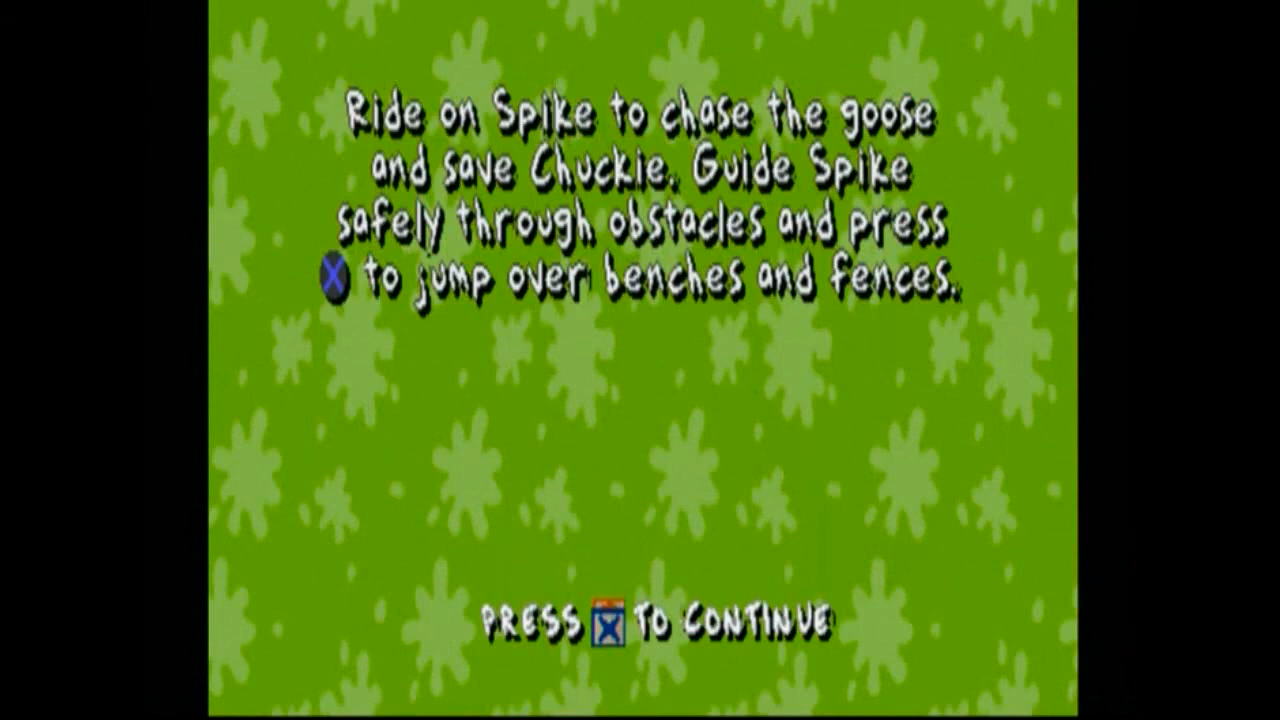 Ride on Spike to chase the goose
and save Chuckie. Guide Spike
safely through obstacles and press
X to jump over benches and fences.
PRESS X TO CONTINUE